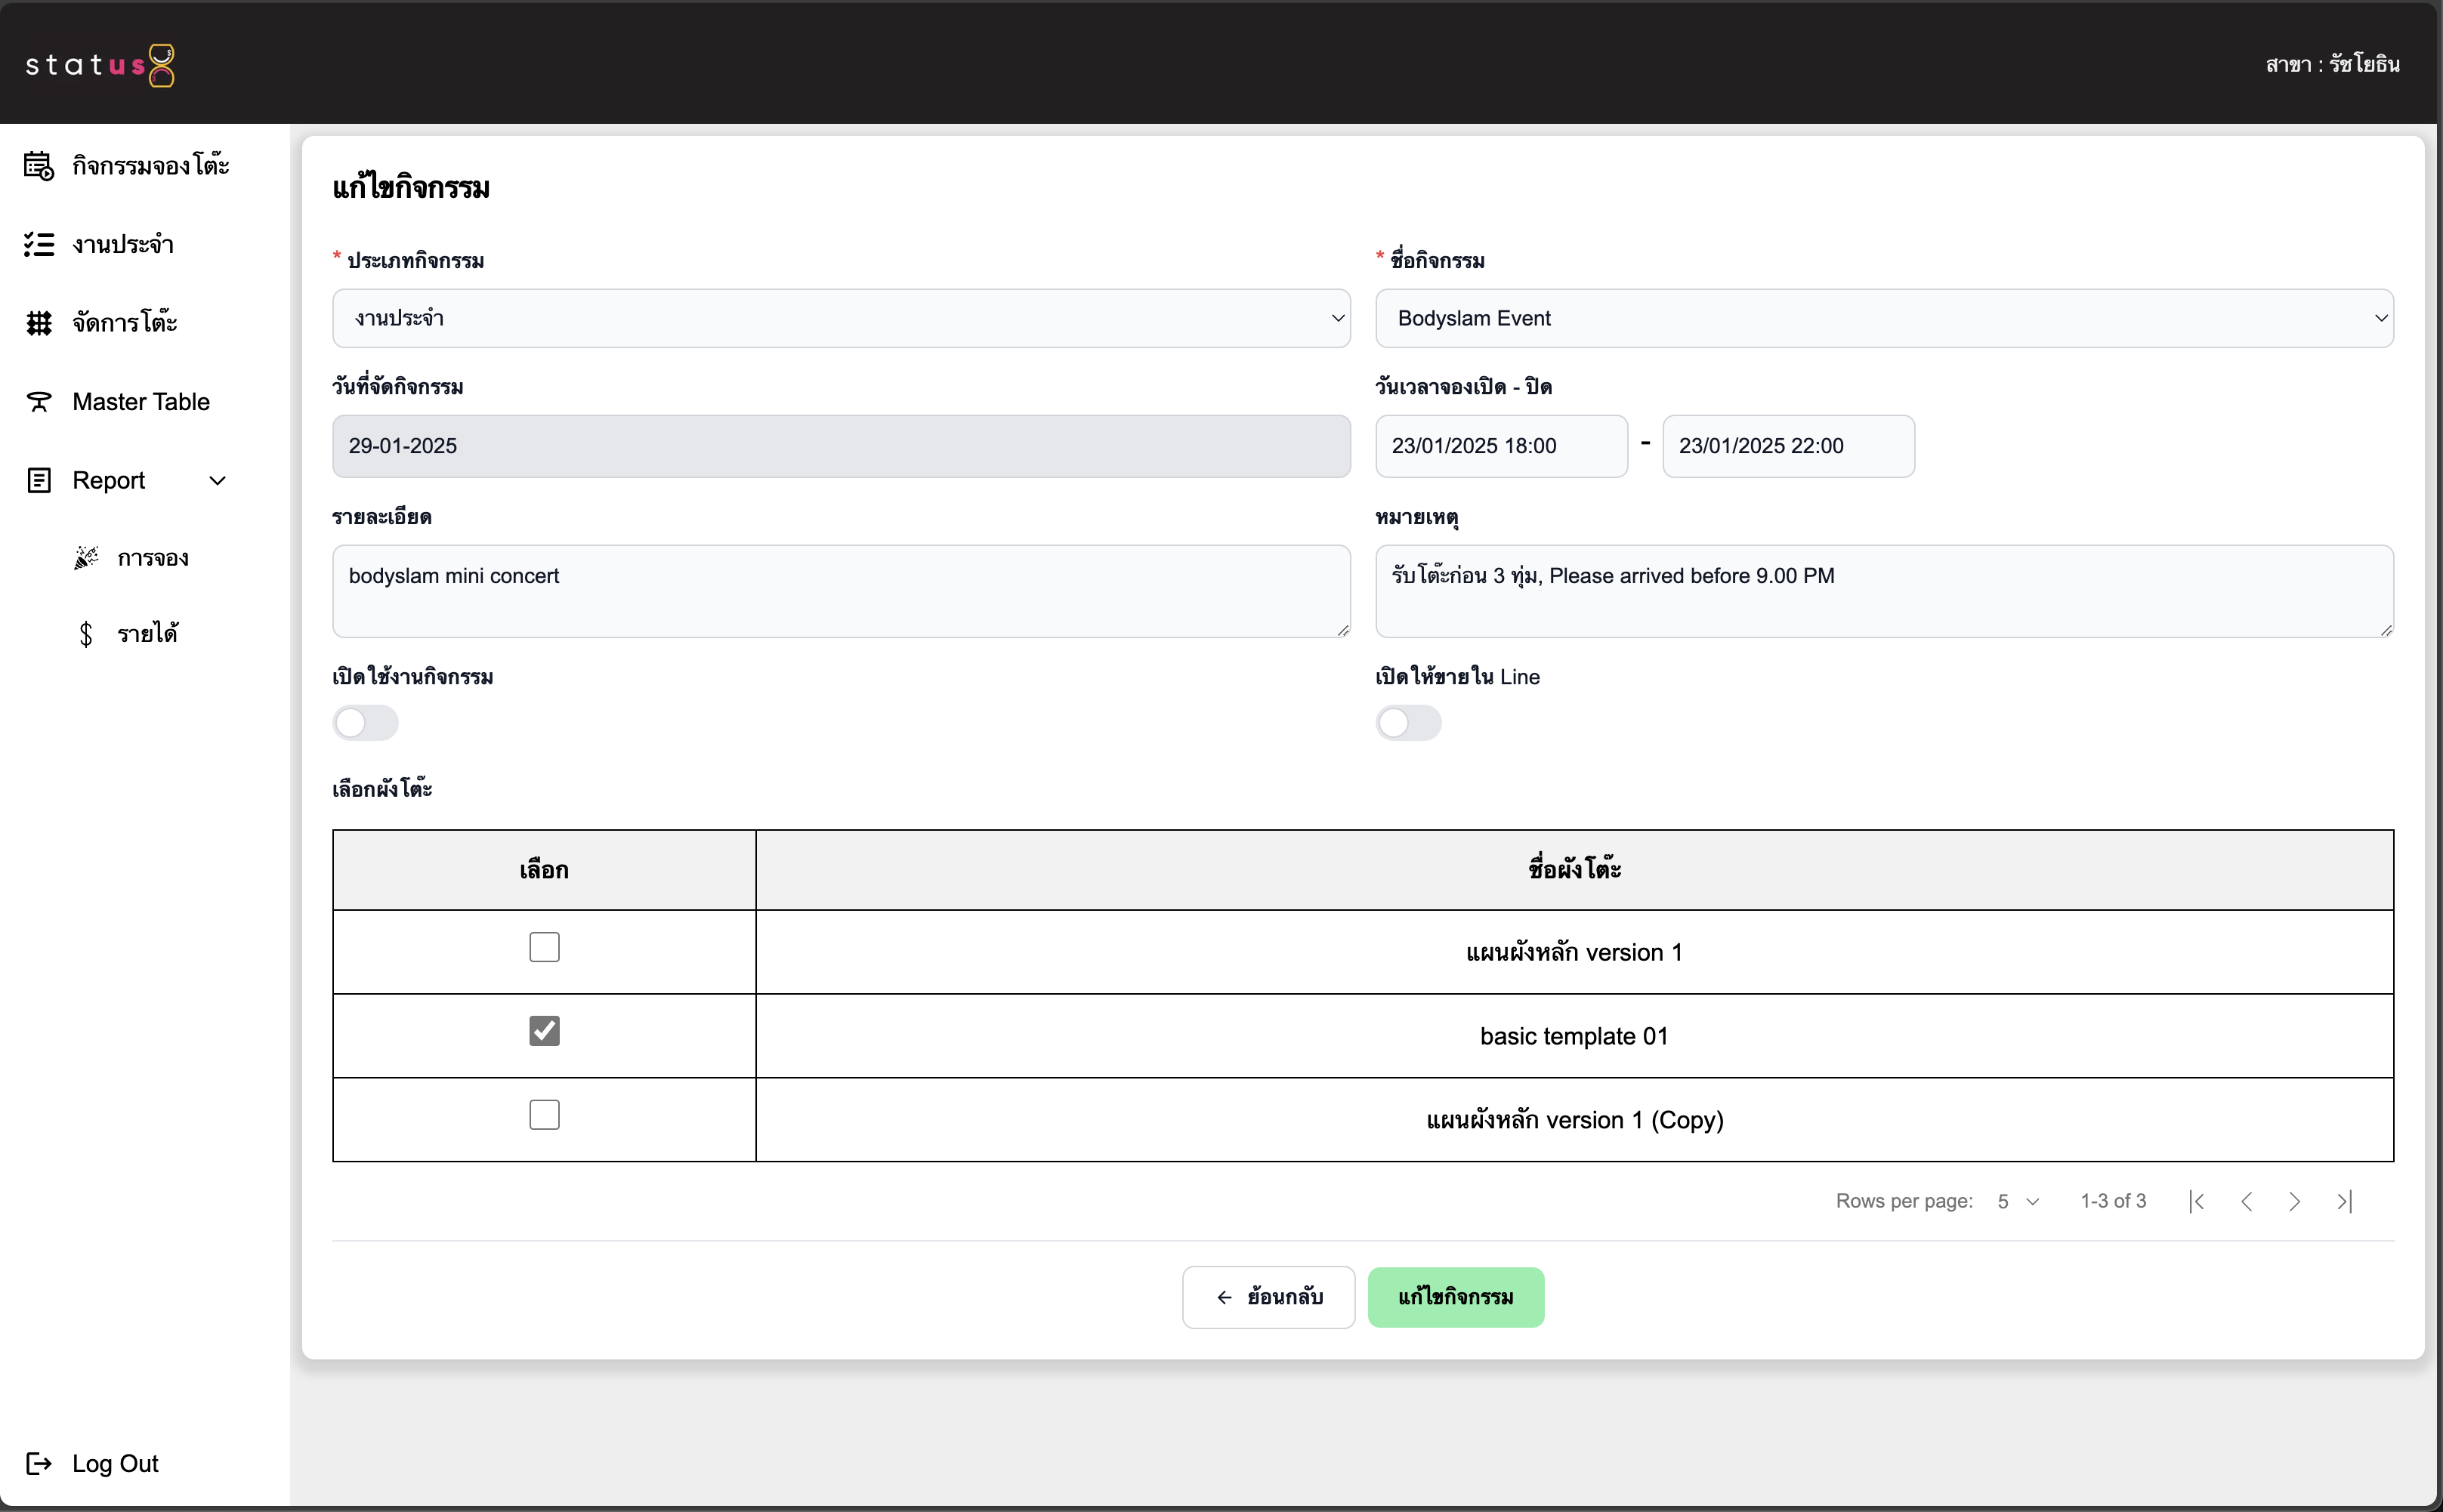 status
สาขา : รัชโยธิน
กิจกรรมจองโต๊ะ
งานประจำ
จัดการโต๊ะ
Master Table
Report
การจอง
รายได้
Log Out
แก้ไขกิจกรรม
* ประเภทกิจกรรม
งานประจำ
* ชื่อกิจกรรม
Bodyslam Event
วันที่จัดกิจกรรม
29-01-2025
วันเวลาจองเปิด - ปิด
23/01/2025 18:00 - 23/01/2025 22:00
รายละเอียด
bodyslam mini concert
หมายเหตุ
รับโต๊ะก่อน 3 ทุ่ม, Please arrived before 9.00 PM
เปิดใช้งานกิจกรรม
เปิดให้ขายใน Line
เลือกผังโต๊ะ
เลือก ชื่อผังโต๊ะ
แผนผังหลัก version 1
basic template 01
แผนผังหลัก version 1 (Copy)
Rows per page: 5 1-3 of 3
ย้อนกลับ แก้ไขกิจกรรม